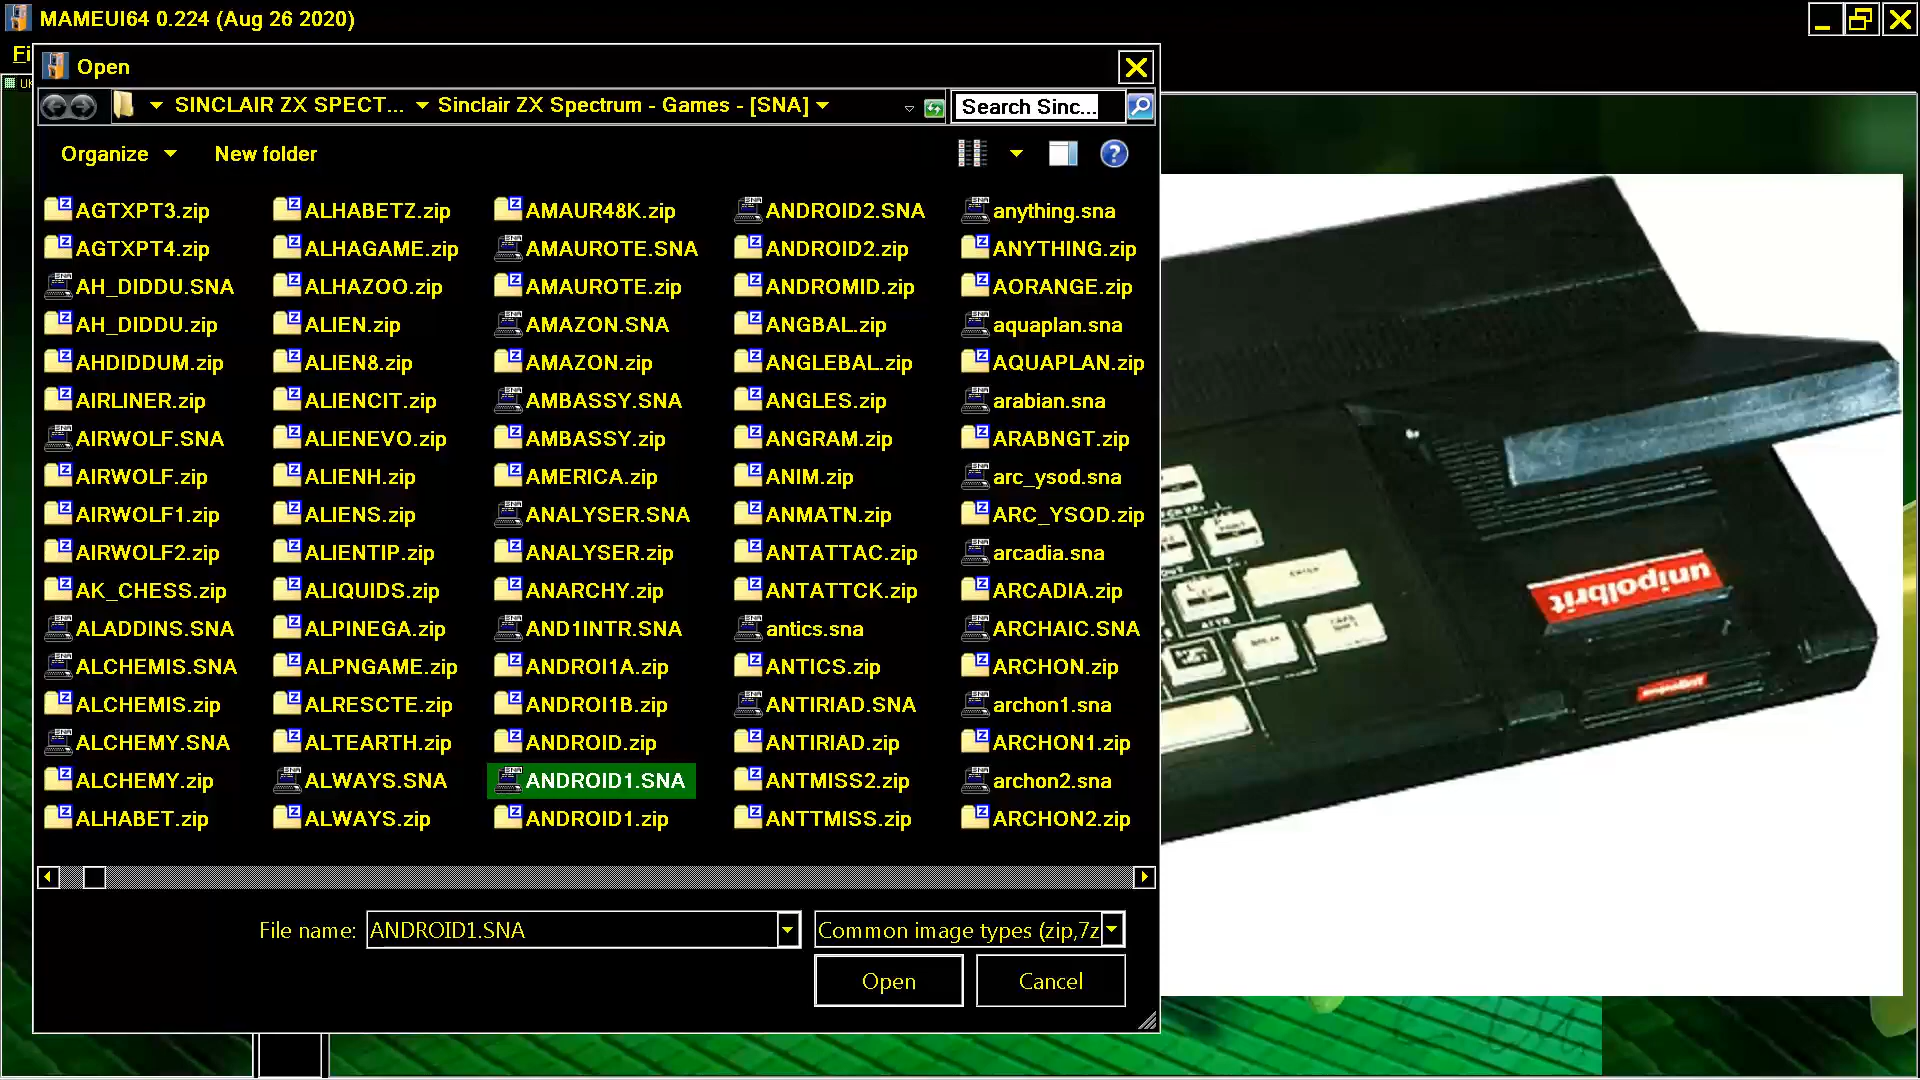 MAMEUI64 0.224 (Aug 26 2020)
Fi
Open
SINCLAIR ZX SPECT... Sinclair ZX Spectrum - Games - [SNA]
Search Sinc...
Organize New folder
AGTXPT3.zip ALHABETZ.zip AMAUR48K.zip ANDROID2.SNA anything.sna
AGTXPT4.zip ALHAGAME.zip AMAUROTE.SNA ANDROID2.zip ANYTHING.zip
AH_DIDDU.SNA ALHAZOO.zip AMAUROTE.zip ANDROMID.zip AORANGE.zip
AH_DIDDU.zip ALIEN.zip AMAZON.SNA ANGBAL.zip aquaplan.sna
AHDIDDUM.zip ALIEN8.zip AMAZON.zip ANGLEBAL.zip AQUAPLAN.zip
AIRLINER.zip ALIENCIT.zip AMBASSY.SNA ANGLES.zip arabian.sna
AIRWOLF.SNA ALIENEVO.zip AMBASSY.zip ANGRAM.zip ARABNGT.zip
AIRWOLF.zip ALIENH.zip AMERICA.zip ANIM.zip arc_ysod.sna
AIRWOLF1.zip ALIENS.zip ANALYSER.SNA ANMATN.zip ARC_YSOD.zip
AIRWOLF2.zip ALIENTIP.zip ANALYSER.zip ANTATTAC.zip arcadia.sna
AK_CHESS.zip ALIQUIDS.zip ANARCHY.zip ANTATTCK.zip ARCADIA.zip
ALADDINS.SNA ALPINEGA.zip AND1INTR.SNA antics.sna ARCHAIC.SNA
ALCHEMIS.SNA ALPNGAME.zip ANDROI1A.zip ANTICS.zip ARCHON.zip
ALCHEMIS.zip ALRESCTE.zip ANDROI1B.zip ANTIRIAD.SNA archon1.sna
ALCHEMY.SNA ALTEARTH.zip ANDROID.zip ANTIRIAD.zip ARCHON1.zip
ALCHEMY.zip ALWAYS.SNA ANDROID1.SNA ANTMISS2.zip archon2.sna
ALHABET.zip ALWAYS.zip ANDROID1.zip ANTTMISS.zip ARCHON2.zip
File name: ANDROID1.SNA Common image types (zip,7z
Open Cancel
unipolbrit
ENTER
BREAK